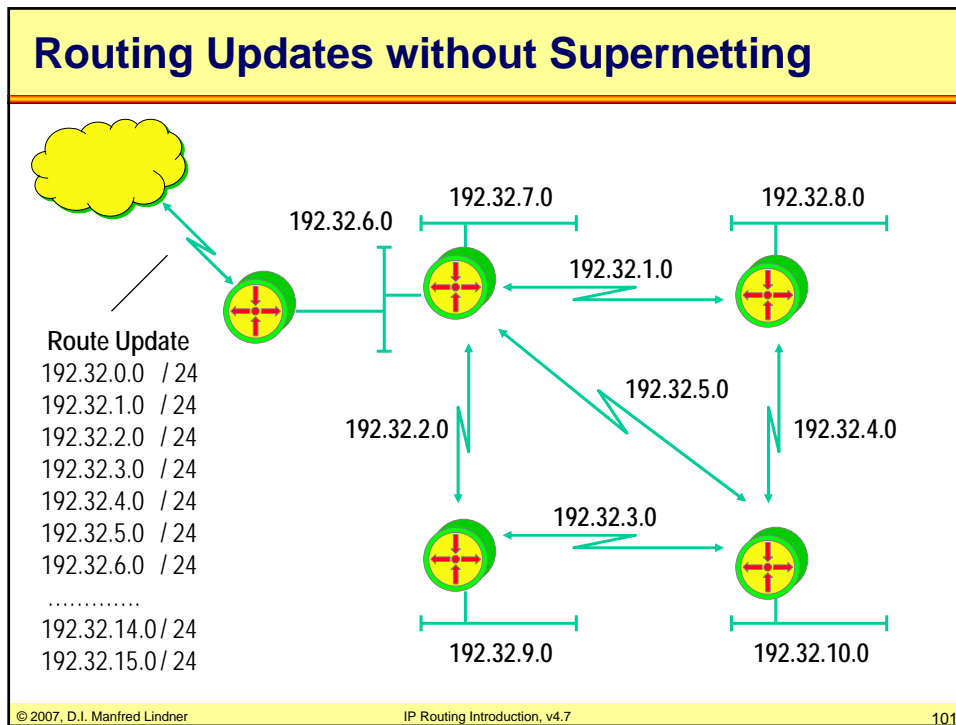 Routing Updates without Supernetting
192.32.6.0
192.32.7.0
192.32.8.0
192.32.1.0
Route Update
192.32.0.0 / 24
192.32.1.0 / 24
192.32.2.0 / 24
192.32.3.0 / 24
192.32.4.0 / 24
192.32.5.0 / 24
192.32.6.0 / 24
.............
192.32.14.0 / 24
192.32.15.0 / 24
192.32.5.0
192.32.2.0
192.32.4.0
192.32.3.0
192.32.9.0
192.32.10.0
© 2007, D.I. Manfred Lindner
IP Routing Introduction, v4.7
101